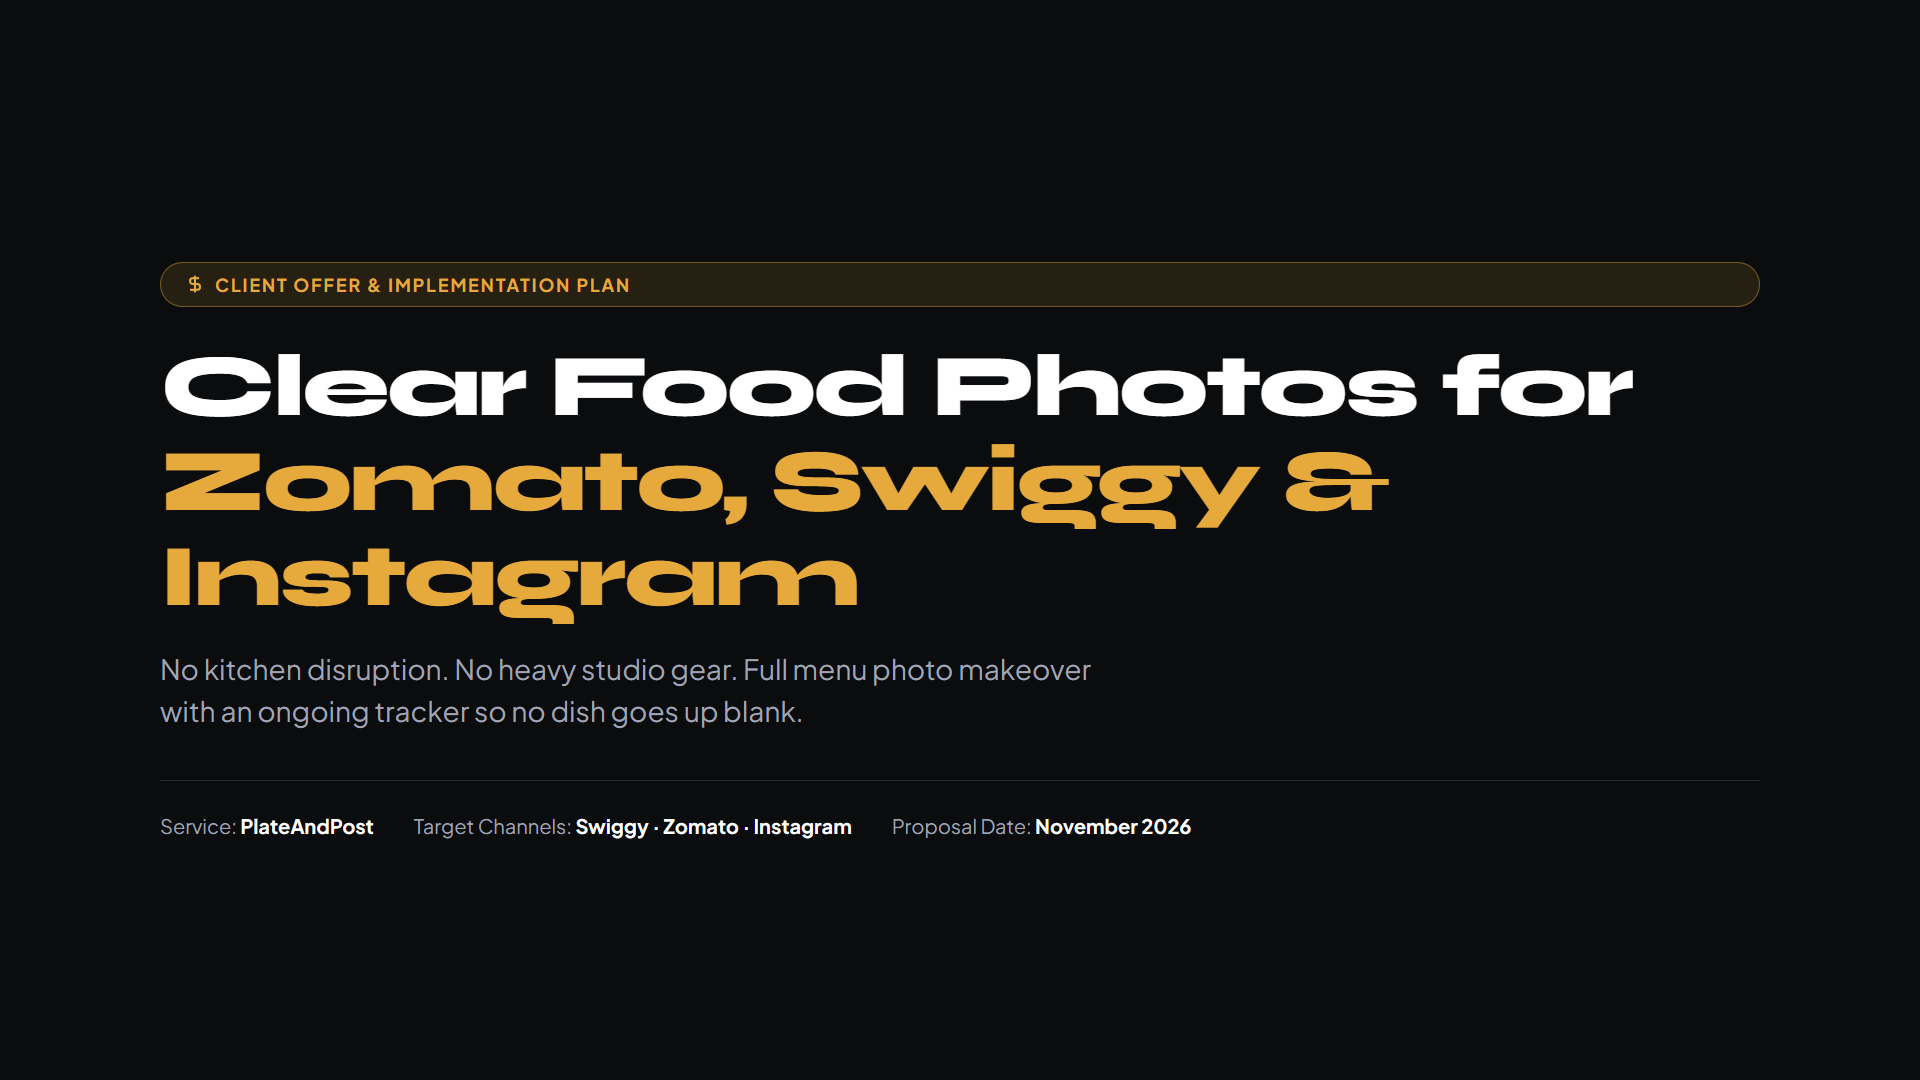 $ CLIENT OFFER & IMPLEMENTATION PLAN
Clear Food Photos for
Zomato, Swiggy &
Instagram
No kitchen disruption. No heavy studio gear. Full menu photo makeover
with an ongoing tracker so no dish goes up blank.
Service: PlateAndPost Target Channels: Swiggy · Zomato · Instagram Proposal Date: November 2026